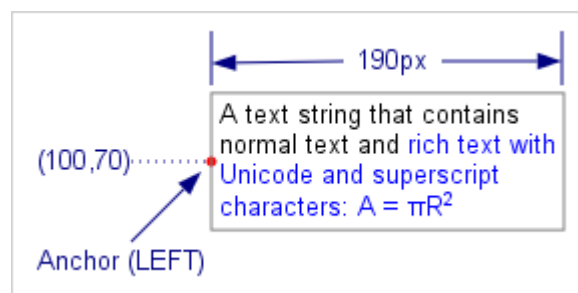 190px
A text string that contains
normal text and rich text with
Unicode and superscript
characters: A = πR²
(100,70)
Anchor (LEFT)